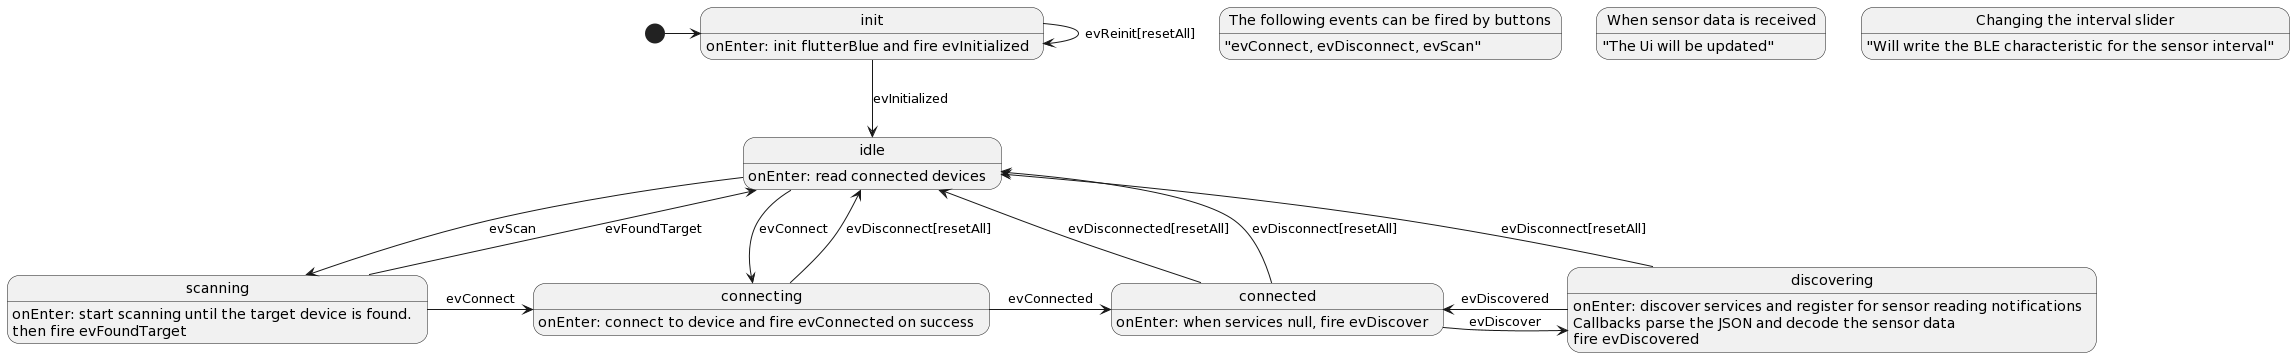 init
onEnter: init flutterBlue and fire evInitialized
evReinit[resetAll]
The following events can be fired by buttons
"evConnect, evDisconnect, evScan"
When sensor data is received
"The Ui will be updated"
Changing the interval slider
"Will write the BLE characteristic for the sensor interval"
evInitialized
idle
onEnter: read connected devices
evScan
evFoundTarget
evConnect
evDisconnect[resetAll]
evDisconnected[resetAll]
evDisconnect[resetAll]
evDisconnect[resetAll]
scanning
onEnter: start scanning until the target device is found.
then fire evFoundTarget
evConnect
connecting
onEnter: connect to device and fire evConnected on success
evConnected
connected
onEnter: when services null, fire evDiscover
evDiscovered
evDiscover
discovering
onEnter: discover services and register for sensor reading notifications
Callbacks parse the JSON and decode the sensor data
fire evDiscovered